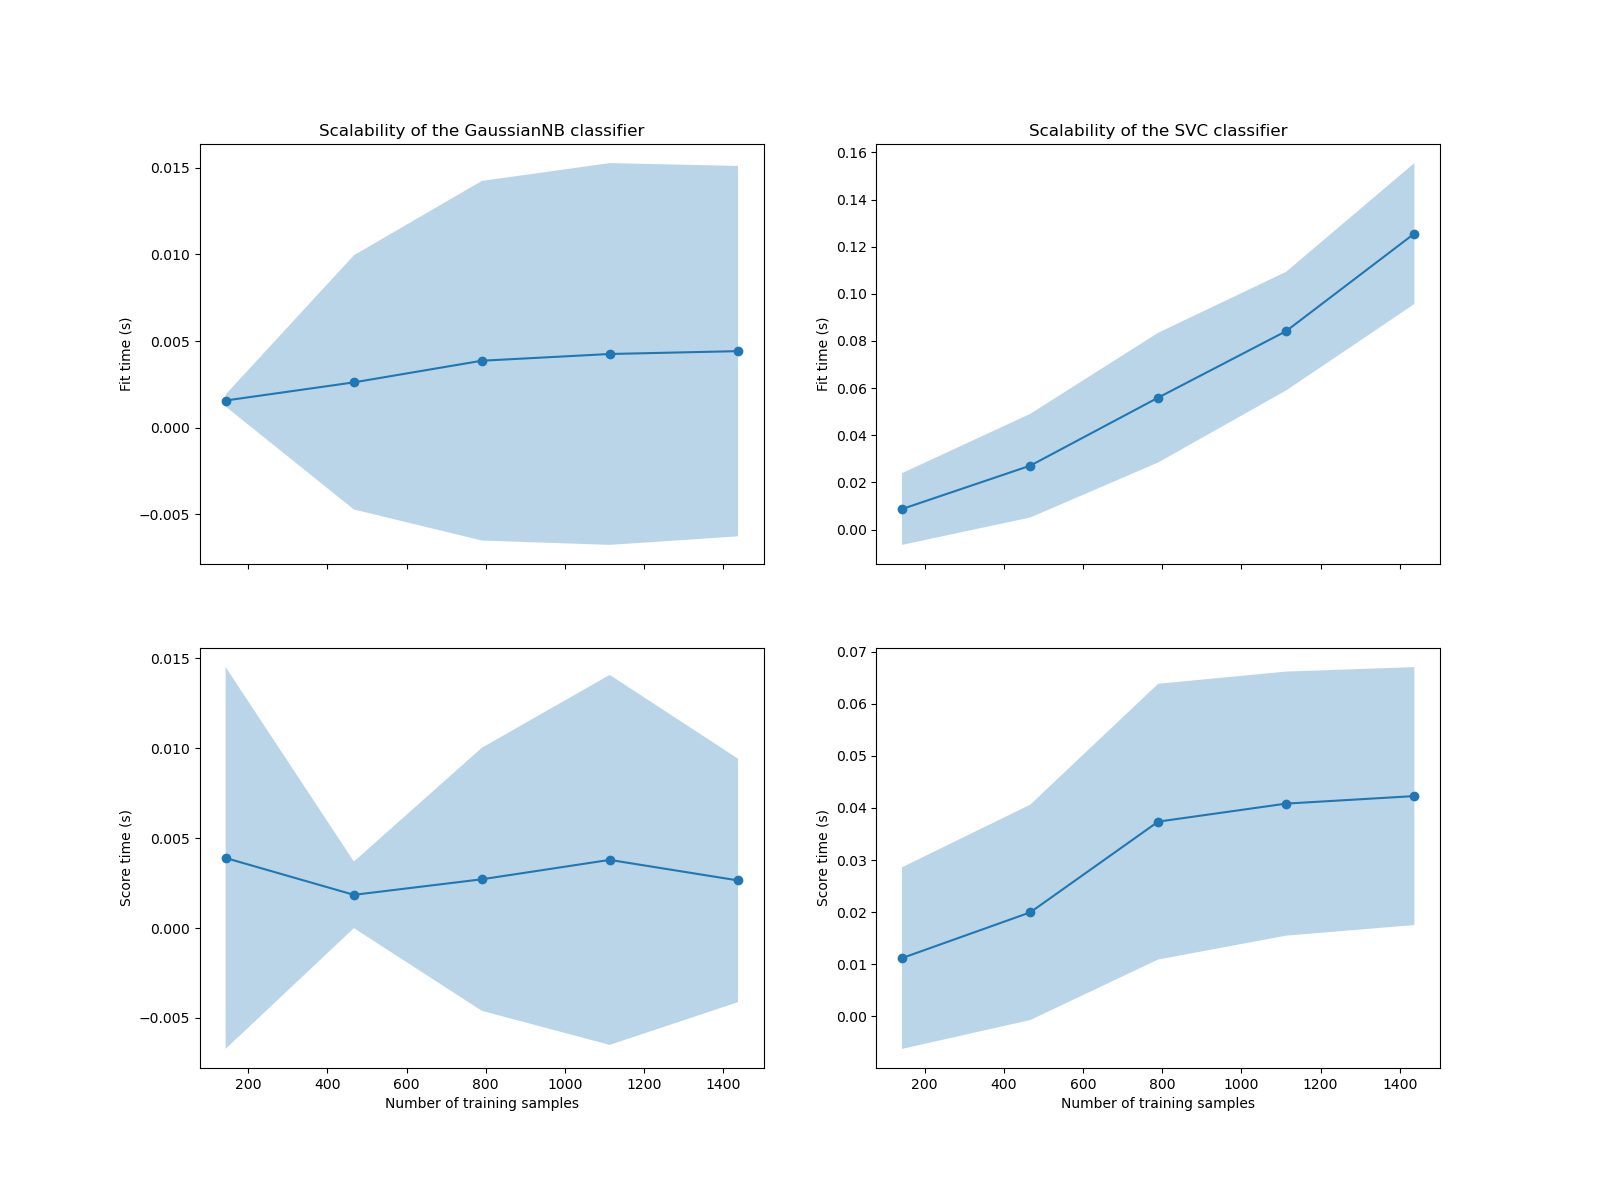 Scalability of the GaussianNB classifier
0.015
0.010
0.005
0.000
−0.005
Fit time (s)
Scalability of the SVC classifier
0.16
0.14
0.12
0.10
0.08
0.06
0.04
0.02
0.00
Fit time (s)
0.015
0.010
0.005
0.000
−0.005
Score time (s)
200 400 600 800 1000 1200 1400
Number of training samples
0.07
0.06
0.05
0.04
0.03
0.02
0.01
0.00
Score time (s)
200 400 600 800 1000 1200 1400
Number of training samples